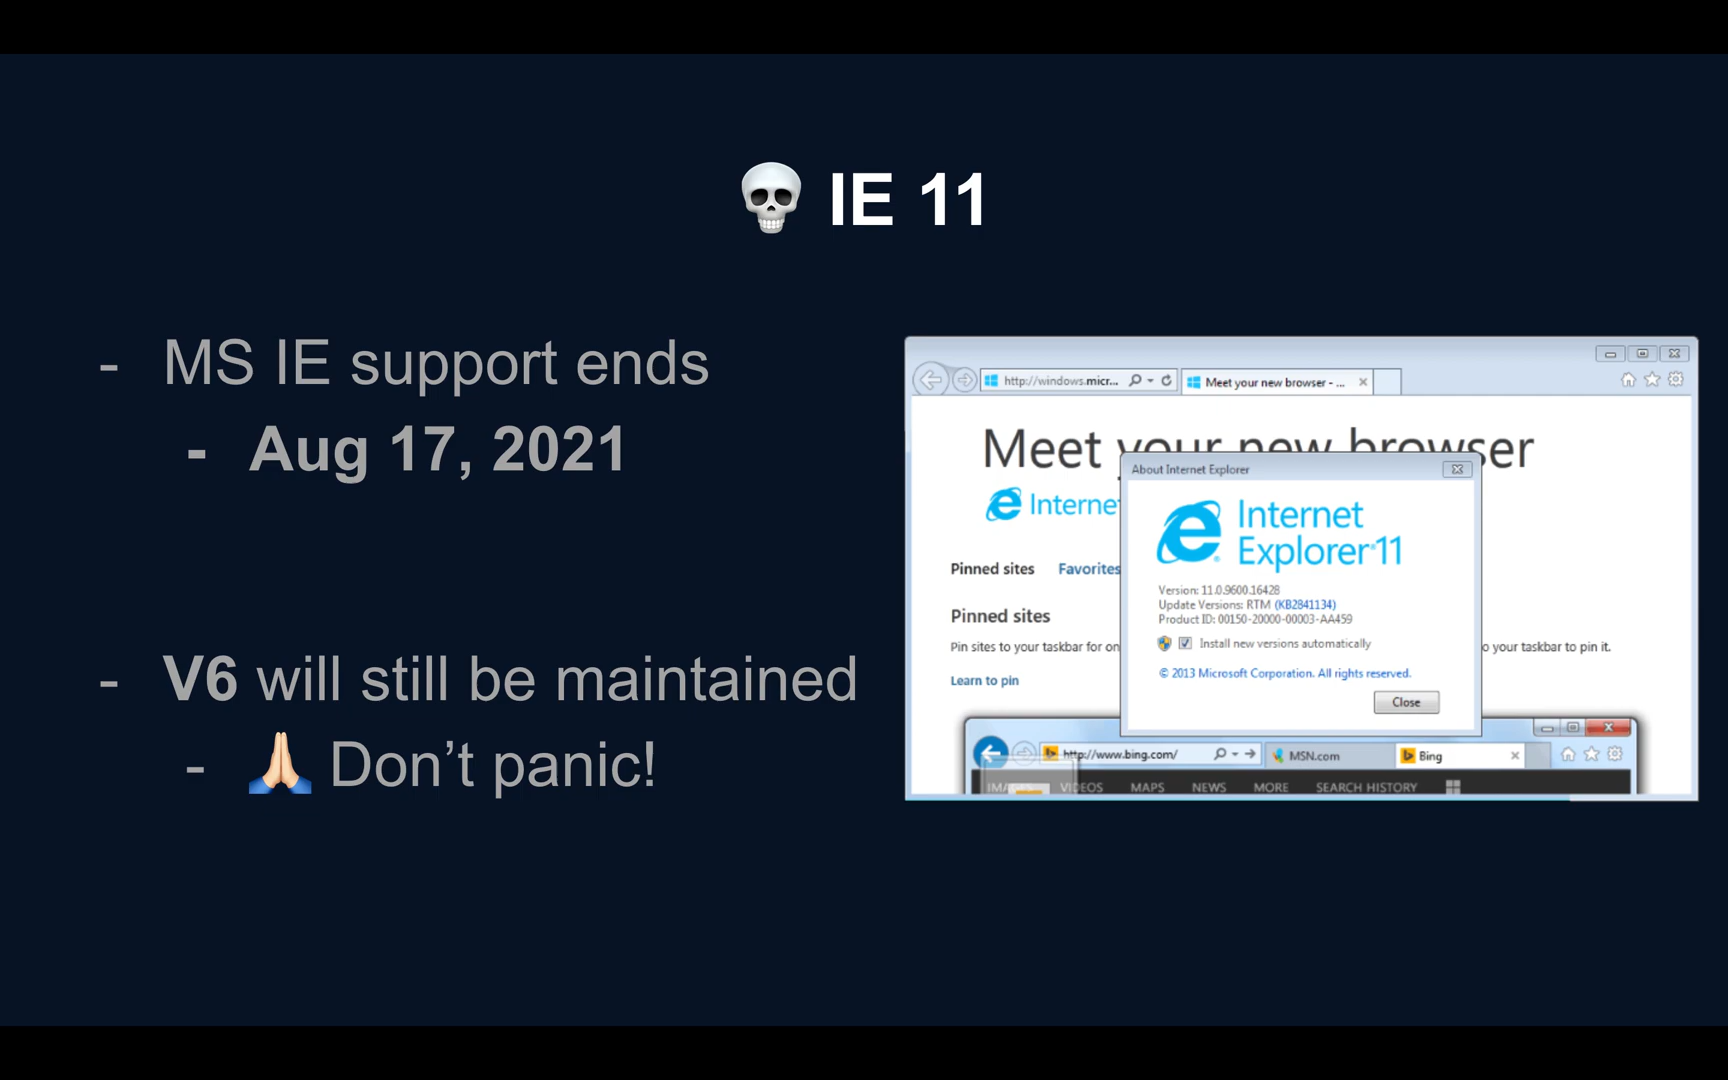 💀 IE 11
- MS IE support ends
- Aug 17, 2021
- V6 will still be maintained
- 🙏🏻 Don’t panic!
http://windows.micr...
Meet your new browser - ...
Meet your new browser
Interne
Pinned sites Favorites
Pinned sites
Pin sites to your taskbar for on
o your taskbar to pin it.
Learn to pin
About Internet Explorer
Internet
Explorer 11
Version: 11.0.9600.16428
Update Versions: RTM (KB2841134)
Product ID: 00150-20000-00003-AA459
Install new versions automatically
© 2013 Microsoft Corporation. All rights reserved.
Close
http://www.bing.com/
MSN.com
Bing
IMAGES VIDEOS MAPS NEWS MORE SEARCH HISTORY